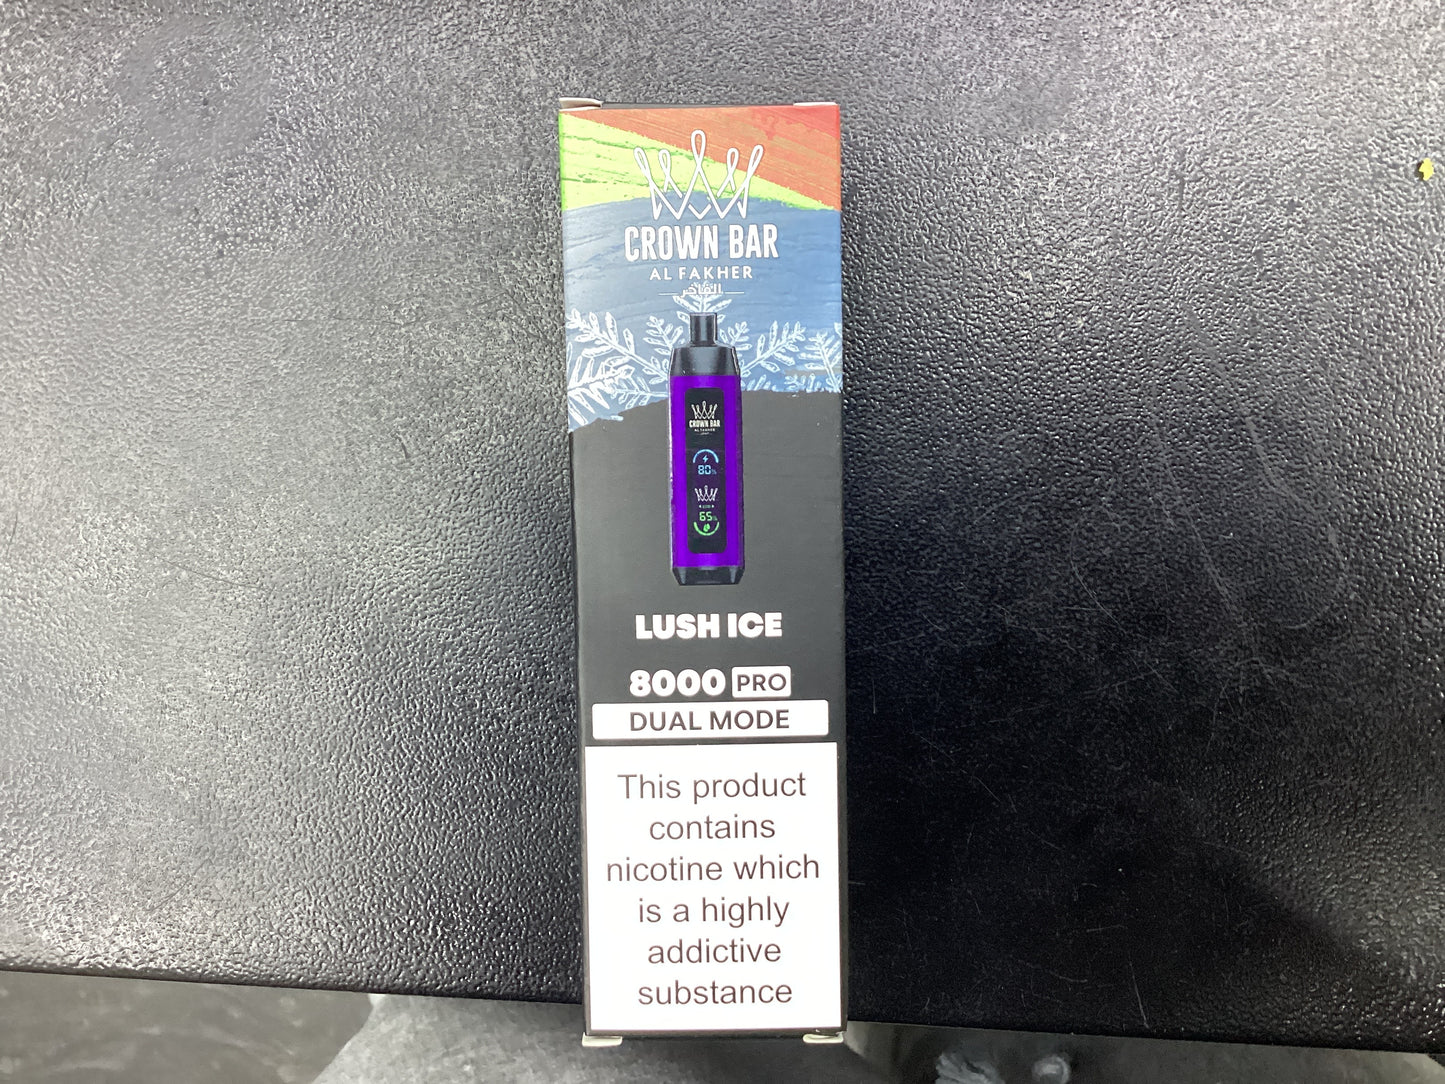 CROWN BAR
AL FAKHER
الفاخر
CROWN BAR
AL FAKHER
80%
65%
LUSH ICE
8000 PRO
DUAL MODE
This product
contains
nicotine which
is a highly
addictive
substance